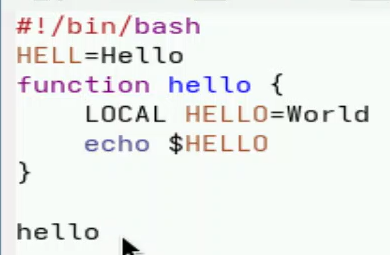 #!/bin/bash
HELL=Hello
function hello {
    LOCAL HELLO=World
    echo $HELLO
}

hello